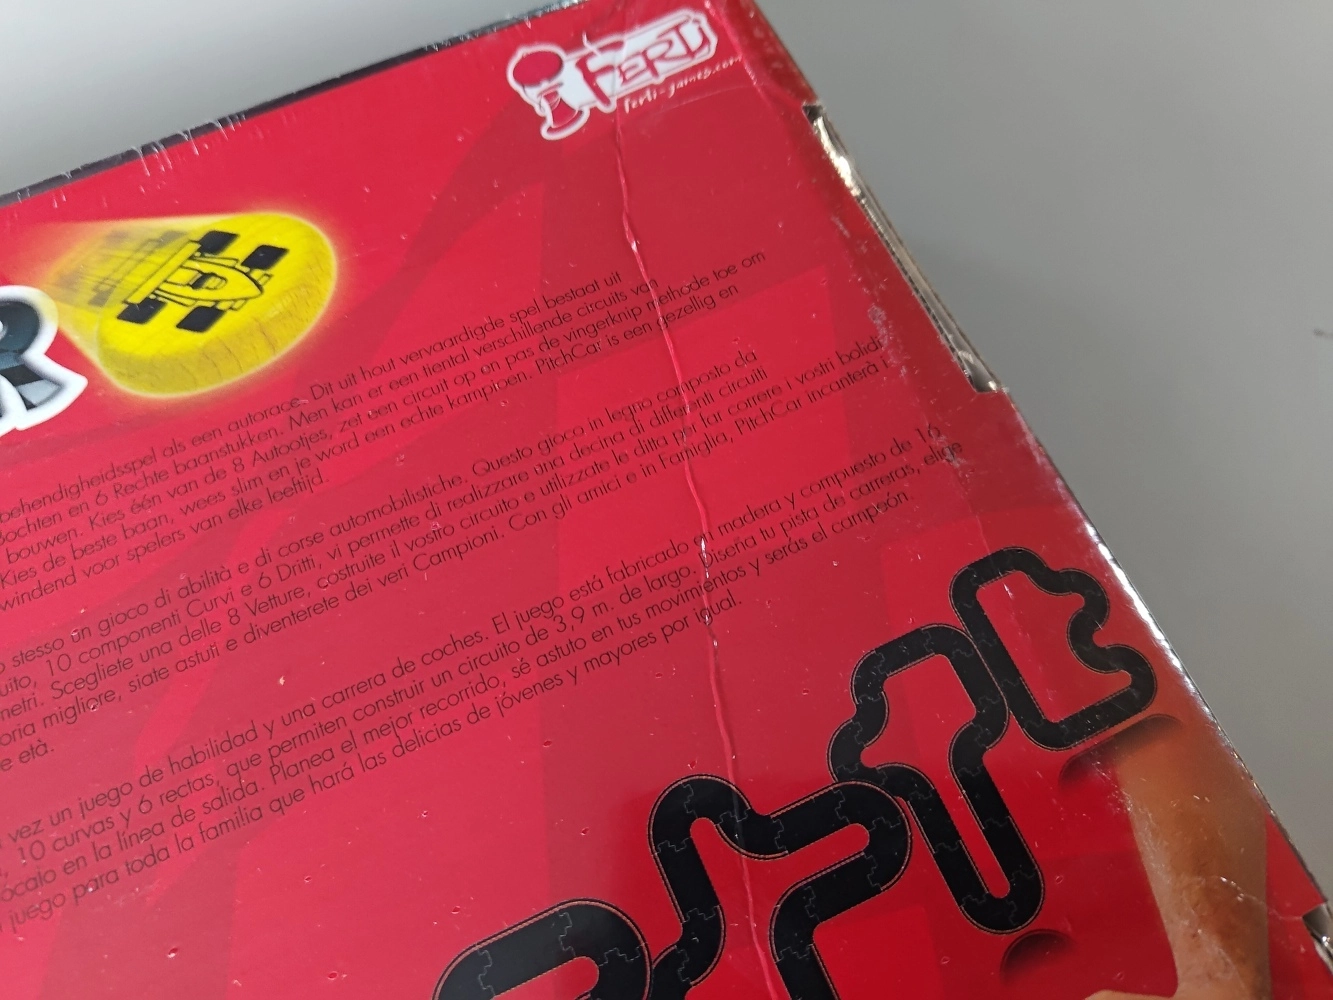 FERTI
ferti-games.com
R
behendigheidsspel als een autorace. Dit uit hout vervaardigde spel bestaat uit
Bochten en 6 Rechte baanstukken. Men kan er een tiental verschillende circuits
bouwen. Kies één van de 8 Autootjes, zet een circuit op en pas de vingerknip methode toe om
Kies de beste baan, wees slim en je word een echte kampioen. PitchCar is een gezellig en
windend voor spelers van elke leeftijd.
o stesso un gioco di abilità e di corse automobilistiche. Questo gioco in legno composto da
uito, 10 componenti Curvi e 6 Dritti, vi permette di realizzare una decina di differenti circuiti
metri. Scegliete una delle 8 Vetture, costruite il vostro circuito e utilizzate le ditta per far correre i vostri bolidi.
oria migliore, siate astuti e diventerete dei veri Campioni. Con gli amici e in Famiglia, PitchCar incanterà
e età.
vez un juego de habilidad y una carrera de coches. El juego está fabricado en madera y compuesto de 16
, 10 curvas y 6 rectas, que permiten construir un circuito de 3,9 m. de largo. Diseña tu pista de carreras, elige
ócalo en la línea de salida. Planea el mejor recorrido, sé astuto en tus movimientos y serás el campeón.
juego para toda la familia que hará las delicias de jóvenes y mayores por igual.